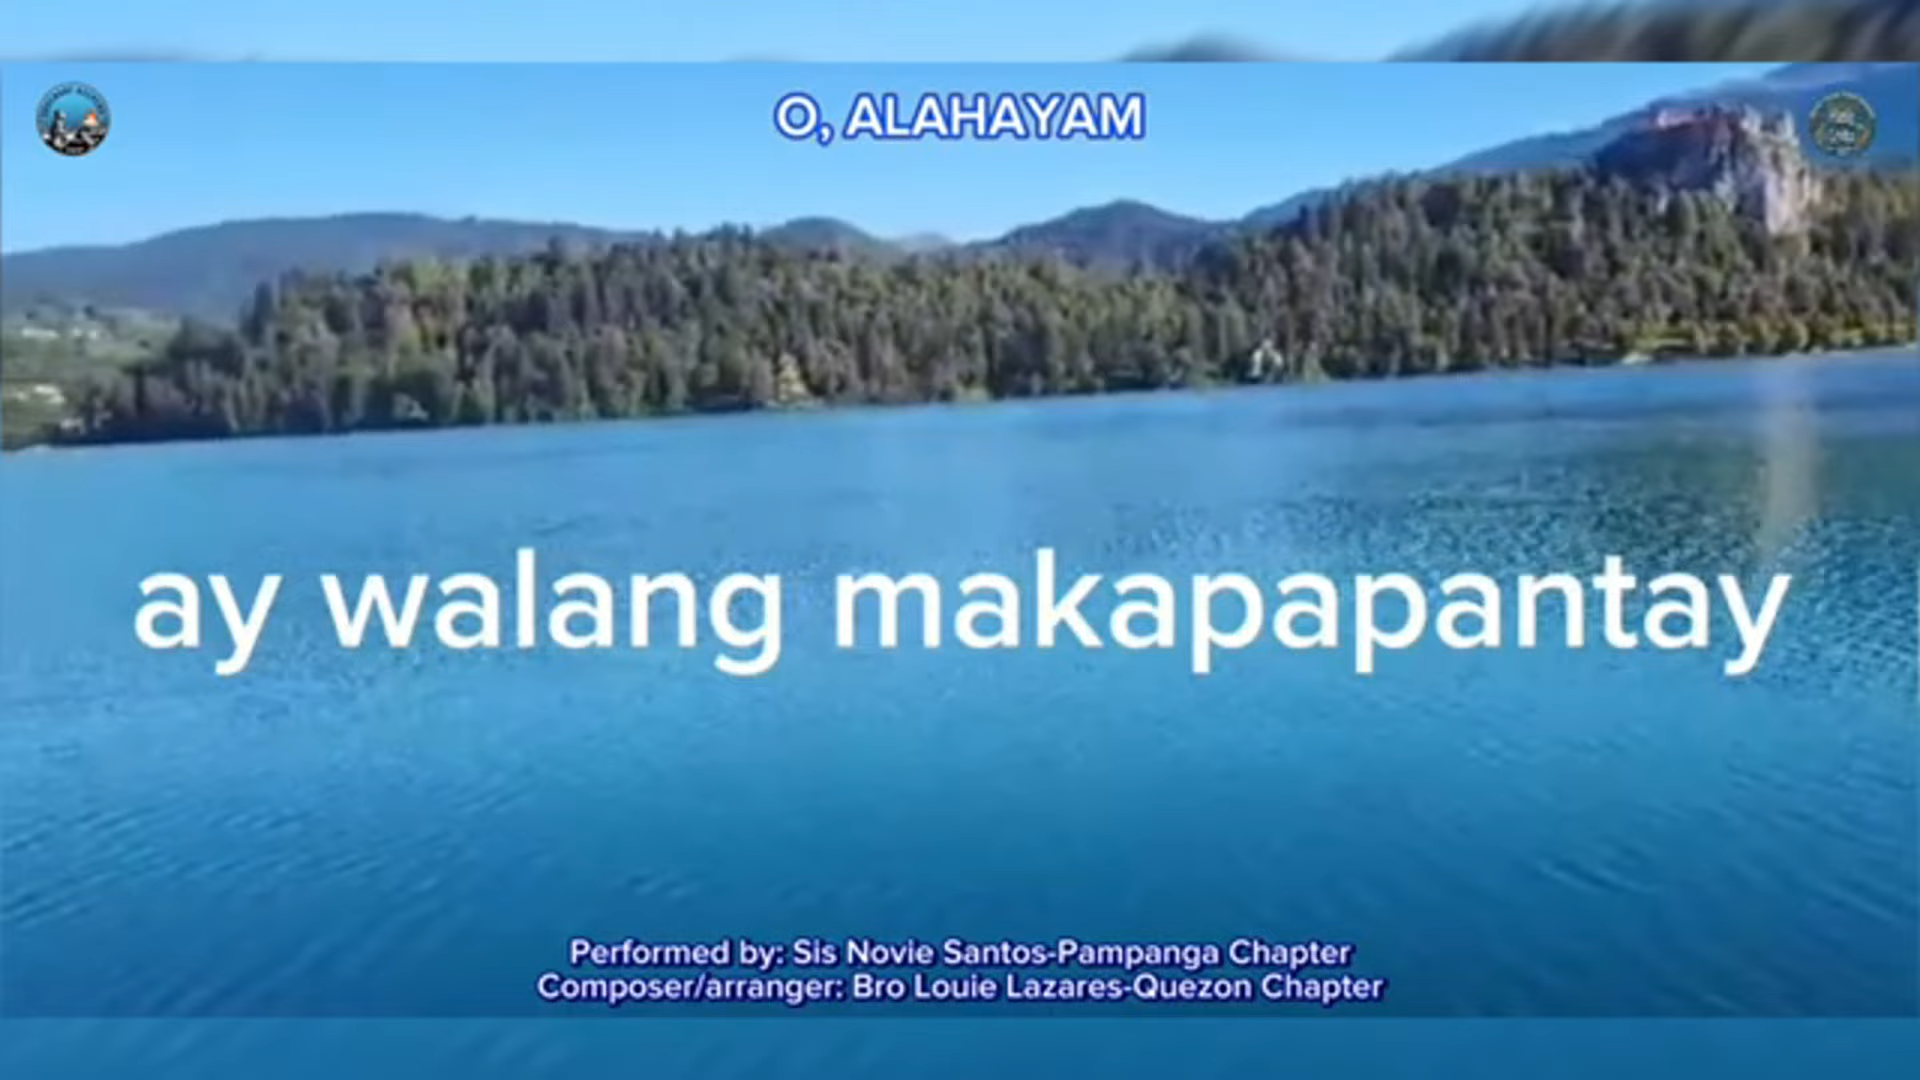 O, ALAHAYAM
ay walang makapapantay
Performed by: Sis Novie Santos-Pampanga Chapter
Composer/arranger: Bro Louie Lazares-Quezon Chapter